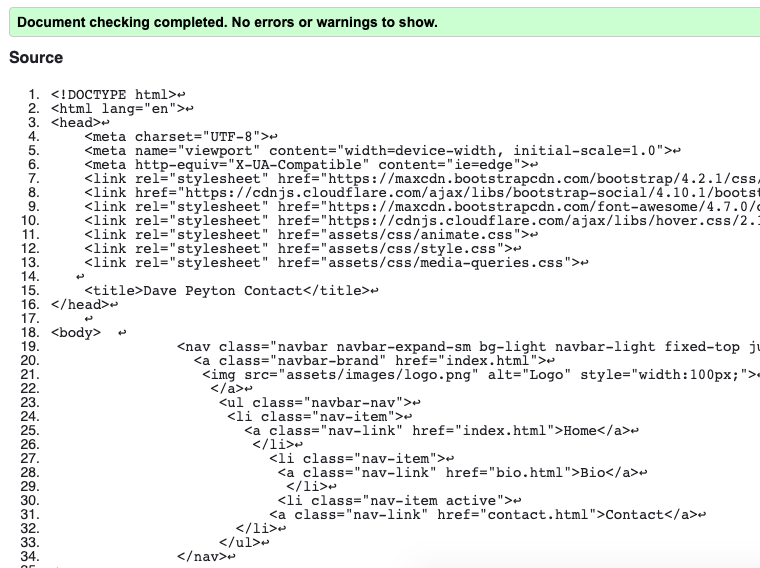 Document checking completed. No errors or warnings to show.
Source
1. <!DOCTYPE html>↩
2. <html lang="en">↩
3. <head>↩
4. <meta charset="UTF-8">↩
5. <meta name="viewport" content="width=device-width, initial-scale=1.0">↩
6. <meta http-equiv="X-UA-Compatible" content="ie=edge">↩
7. <link rel="stylesheet" href="https://maxcdn.bootstrapcdn.com/bootstrap/4.2.1/css/
8. <link href="https://cdnjs.cloudflare.com/ajax/libs/bootstrap-social/4.10.1/bootst
9. <link rel="stylesheet" href="https://maxcdn.bootstrapcdn.com/font-awesome/4.7.0/c
10. <link rel="stylesheet" href="https://cdnjs.cloudflare.com/ajax/libs/hover.css/2.1
11. <link rel="stylesheet" href="assets/css/animate.css">↩
12. <link rel="stylesheet" href="assets/css/style.css">↩
13. <link rel="stylesheet" href="assets/css/media-queries.css">↩
14. ↩
15. <title>Dave Peyton Contact</title>↩
16. </head>↩
17. ↩
18. <body> ↩
19. <nav class="navbar navbar-expand-sm bg-light navbar-light fixed-top ju
20. <a class="navbar-brand" href="index.html">↩
21. <img src="assets/images/logo.png" alt="Logo" style="width:100px;">↩
22. </a>↩
23. <ul class="navbar-nav">↩
24. <li class="nav-item">↩
25. <a class="nav-link" href="index.html">Home</a>↩
26. </li>↩
27. <li class="nav-item">↩
28. <a class="nav-link" href="bio.html">Bio</a>↩
29. </li>↩
30. <li class="nav-item active">↩
31. <a class="nav-link" href="contact.html">Contact</a>↩
32. </li>↩
33. </ul>↩
34. </nav>↩